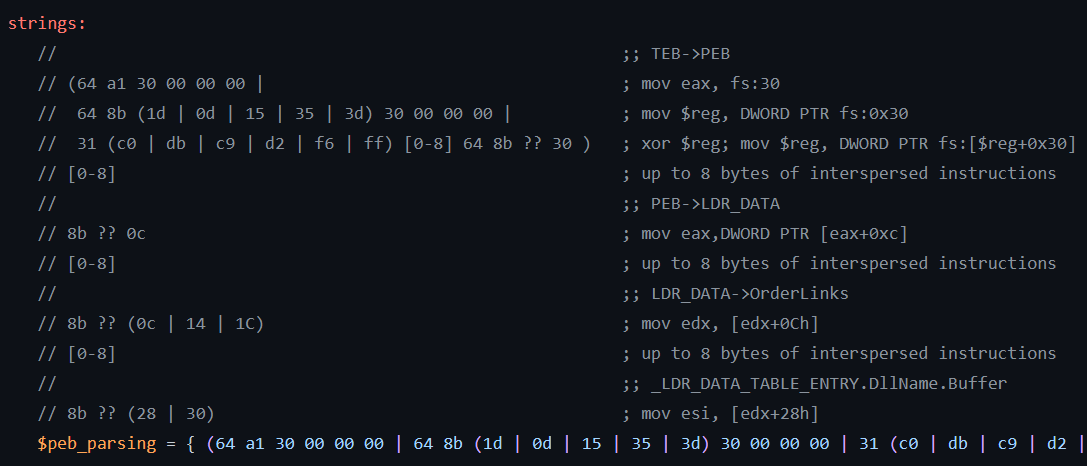 strings:
// ;; TEB->PEB
// (64 a1 30 00 00 00 | ; mov eax, fs:30
// 64 8b (1d | 0d | 15 | 35 | 3d) 30 00 00 00 | ; mov $reg, DWORD PTR fs:0x30
// 31 (c0 | db | c9 | d2 | f6 | ff) [0-8] 64 8b ?? 30 ) ; xor $reg; mov $reg, DWORD PTR fs:[$reg+0x30]
// [0-8] ; up to 8 bytes of interspersed instructions
// ;; PEB->LDR_DATA
// 8b ?? 0c ; mov eax,DWORD PTR [eax+0xc]
// [0-8] ; up to 8 bytes of interspersed instructions
// ;; LDR_DATA->OrderLinks
// 8b ?? (0c | 14 | 1C) ; mov edx, [edx+0Ch]
// [0-8] ; up to 8 bytes of interspersed instructions
// ;; _LDR_DATA_TABLE_ENTRY.DllName.Buffer
// 8b ?? (28 | 30) ; mov esi, [edx+28h]
$peb_parsing = { (64 a1 30 00 00 00 | 64 8b (1d | 0d | 15 | 35 | 3d) 30 00 00 00 | 31 (c0 | db | c9 | d2 |